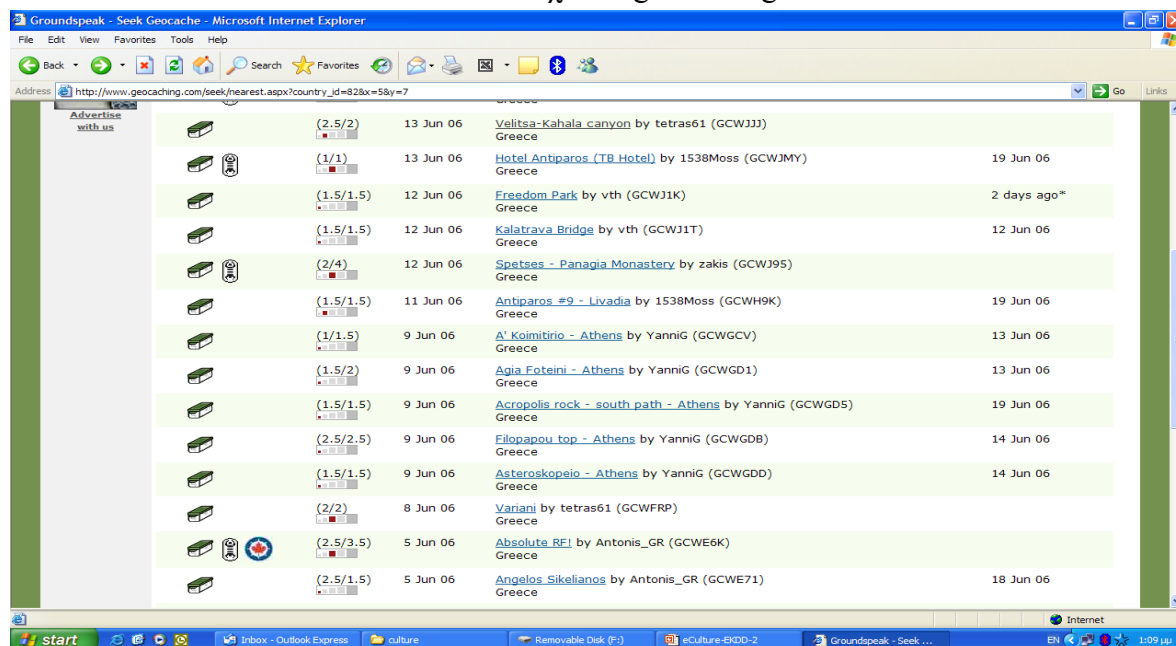 Groundspeak - Seek Geocache - Microsoft Internet Explorer
File Edit View Favorites Tools Help
Back Search Favorites
Address http://www.geocaching.com/seek/nearest.aspx?country_id=82&x=5&y=7 Go Links
Advertise
with us
(2.5/2) 13 Jun 06 Velitsa-Kahala canyon by tetras61 (GCWJJJ)
Greece
(1/1) 13 Jun 06 Hotel Antiparos (TB Hotel) by 1538Moss (GCWJMY) 19 Jun 06
Greece
(1.5/1.5) 12 Jun 06 Freedom Park by vth (GCWJ1K) 2 days ago*
Greece
(1.5/1.5) 12 Jun 06 Kalatrava Bridge by vth (GCWJ1T) 12 Jun 06
Greece
(2/4) 12 Jun 06 Spetses - Panagia Monastery by zakis (GCWJ95)
Greece
(1.5/1.5) 11 Jun 06 Antiparos #9 - Livadia by 1538Moss (GCWH9K) 19 Jun 06
Greece
(1/1.5) 9 Jun 06 A' Koimitirio - Athens by YanniG (GCWGCV) 13 Jun 06
Greece
(1.5/2) 9 Jun 06 Agia Foteini - Athens by YanniG (GCWGD1) 13 Jun 06
Greece
(1.5/1.5) 9 Jun 06 Acropolis rock - south path - Athens by YanniG (GCWGD5) 19 Jun 06
Greece
(2.5/2.5) 9 Jun 06 Filopapou top - Athens by YanniG (GCWGDB) 14 Jun 06
Greece
(1.5/1.5) 9 Jun 06 Asteroskopeio - Athens by YanniG (GCWGDD) 14 Jun 06
Greece
(2/2) 8 Jun 06 Variani by tetras61 (GCWFRP)
Greece
(2.5/3.5) 5 Jun 06 Absolute RF! by Antonis_GR (GCWE6K)
Greece
(2.5/1.5) 5 Jun 06 Angelos Sikelianos by Antonis_GR (GCWE71) 18 Jun 06
Greece
Internet
start Inbox - Outlook Express culture Removable Disk (F:) eCulture-EKDD-2 Groundspeak - Seek ... EN 1:09 μμ